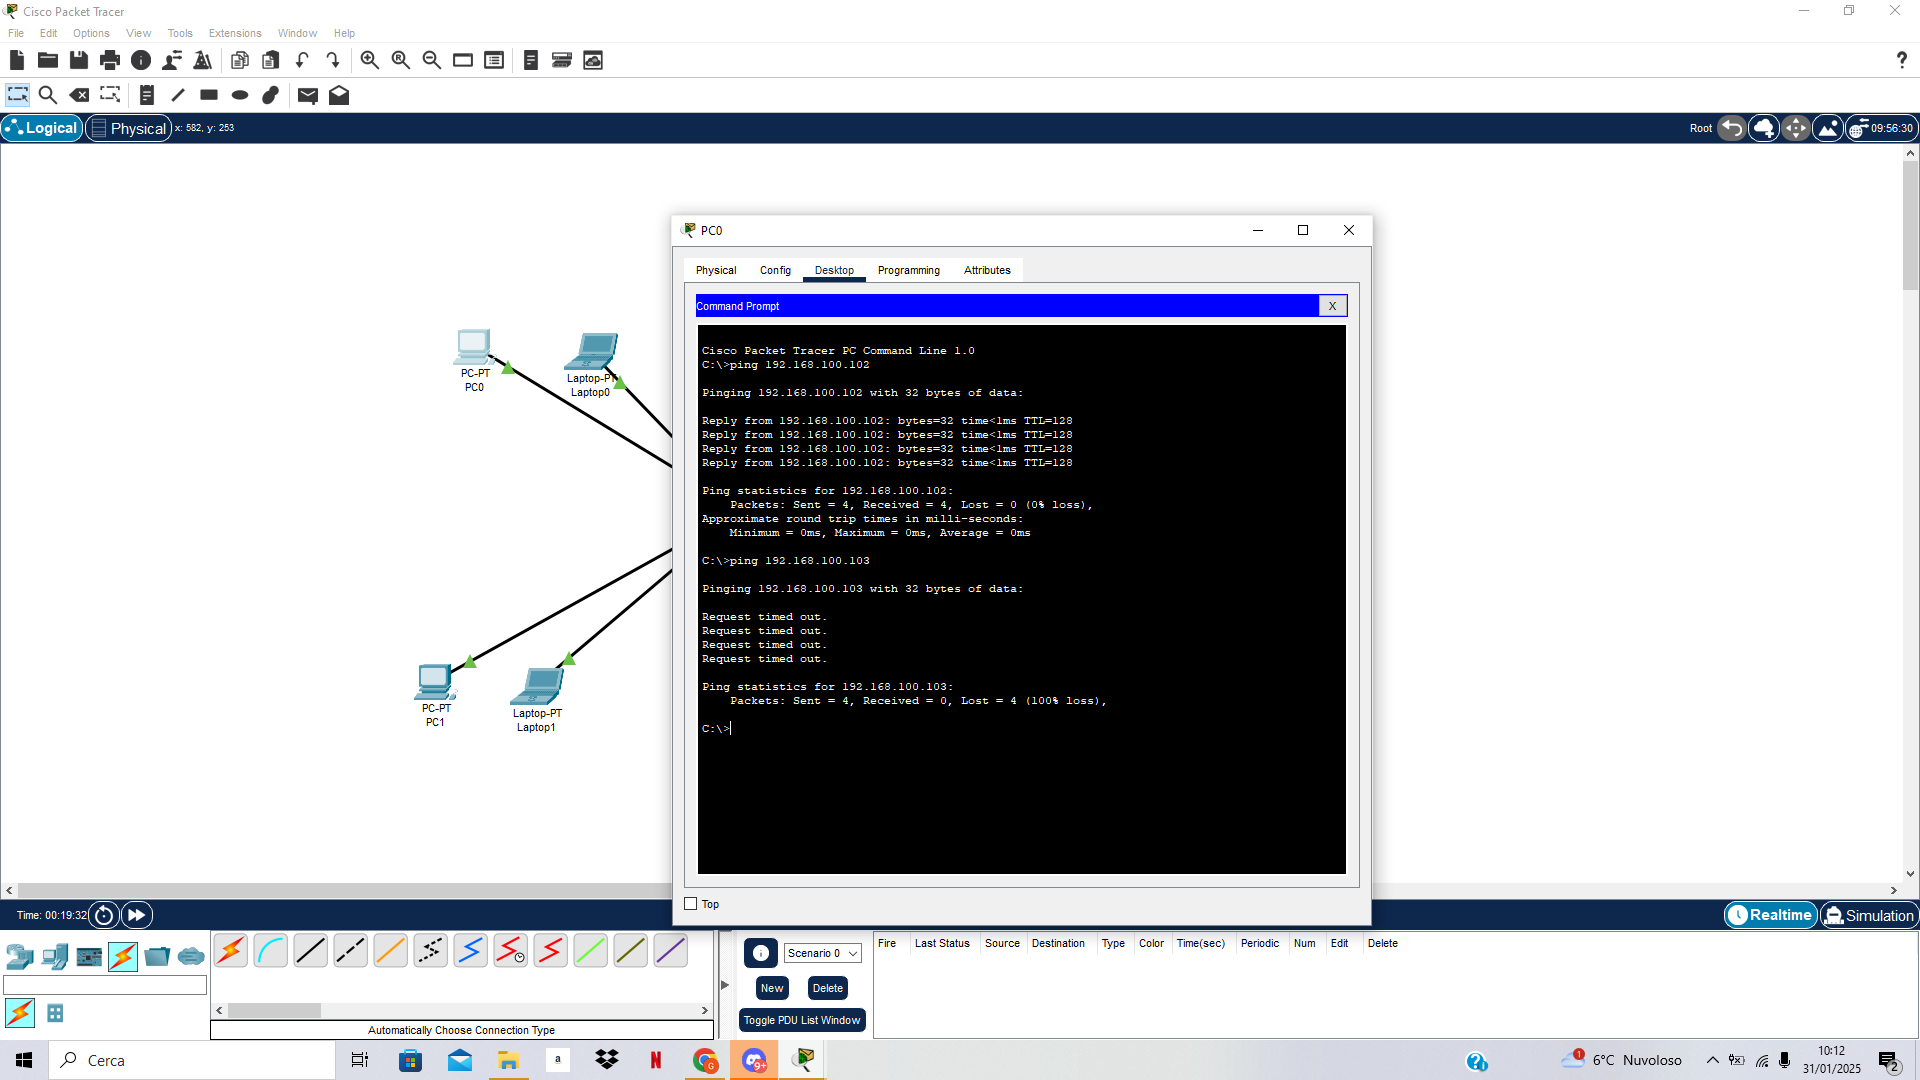 Cisco Packet Tracer
File Edit Options View Tools Extensions Window Help
?
Logical Physical x: 582, y: 253 Root 09:56:30
PC0
Physical Config Desktop Programming Attributes
Command Prompt X
Cisco Packet Tracer PC Command Line 1.0
C:\>ping 192.168.100.102
Pinging 192.168.100.102 with 32 bytes of data:
Reply from 192.168.100.102: bytes=32 time<1ms TTL=128
Reply from 192.168.100.102: bytes=32 time<1ms TTL=128
Reply from 192.168.100.102: bytes=32 time<1ms TTL=128
Reply from 192.168.100.102: bytes=32 time<1ms TTL=128
Ping statistics for 192.168.100.102:
Packets: Sent = 4, Received = 4, Lost = 0 (0% loss),
Approximate round trip times in milli-seconds:
Minimum = 0ms, Maximum = 0ms, Average = 0ms
C:\>ping 192.168.100.103
Pinging 192.168.100.103 with 32 bytes of data:
Request timed out.
Request timed out.
Request timed out.
Request timed out.
Ping statistics for 192.168.100.103:
Packets: Sent = 4, Received = 0, Lost = 4 (100% loss),
C:\>
Top
PC-PT
PC0
Laptop-PT
Laptop0
PC-PT
PC1
Laptop-PT
Laptop1
Time: 00:19:32 Realtime Simulation
Scenario 0
New Delete
Toggle PDU List Window
Fire Last Status Source Destination Type Color Time(sec) Periodic Num Edit Delete
Automatically Choose Connection Type
Cerca
a
N
G
9+
1
6°C Nuvoloso
10:12
31/01/2025
2